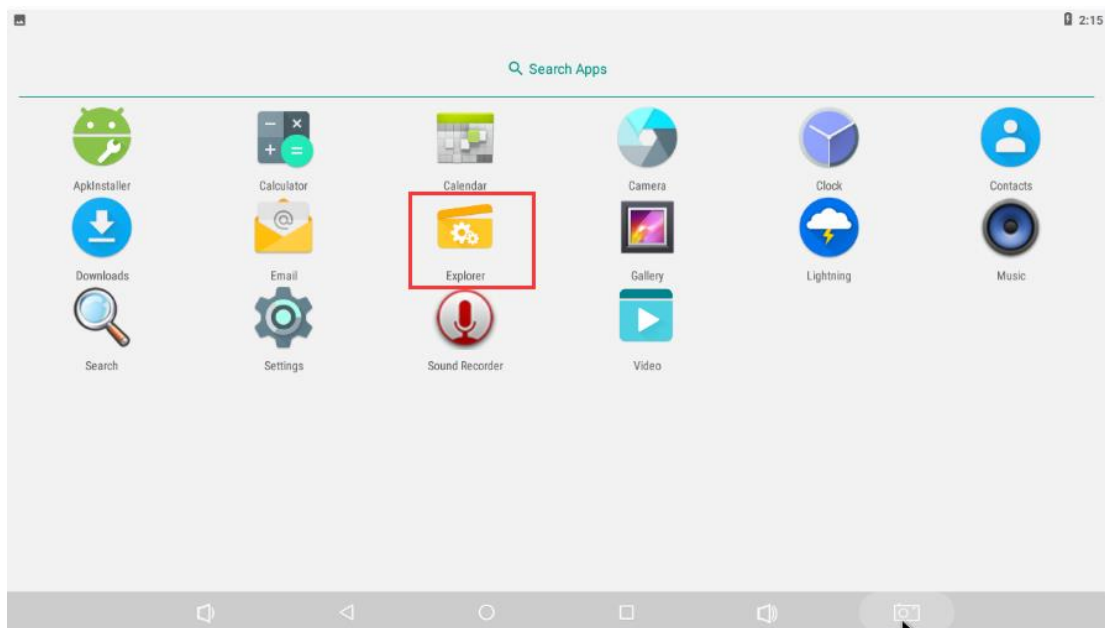 2:15
Search Apps
ApkInstaller Calculator Calendar Camera Clock Contacts
Downloads Email Explorer Gallery Lightning Music
Search Settings Sound Recorder Video